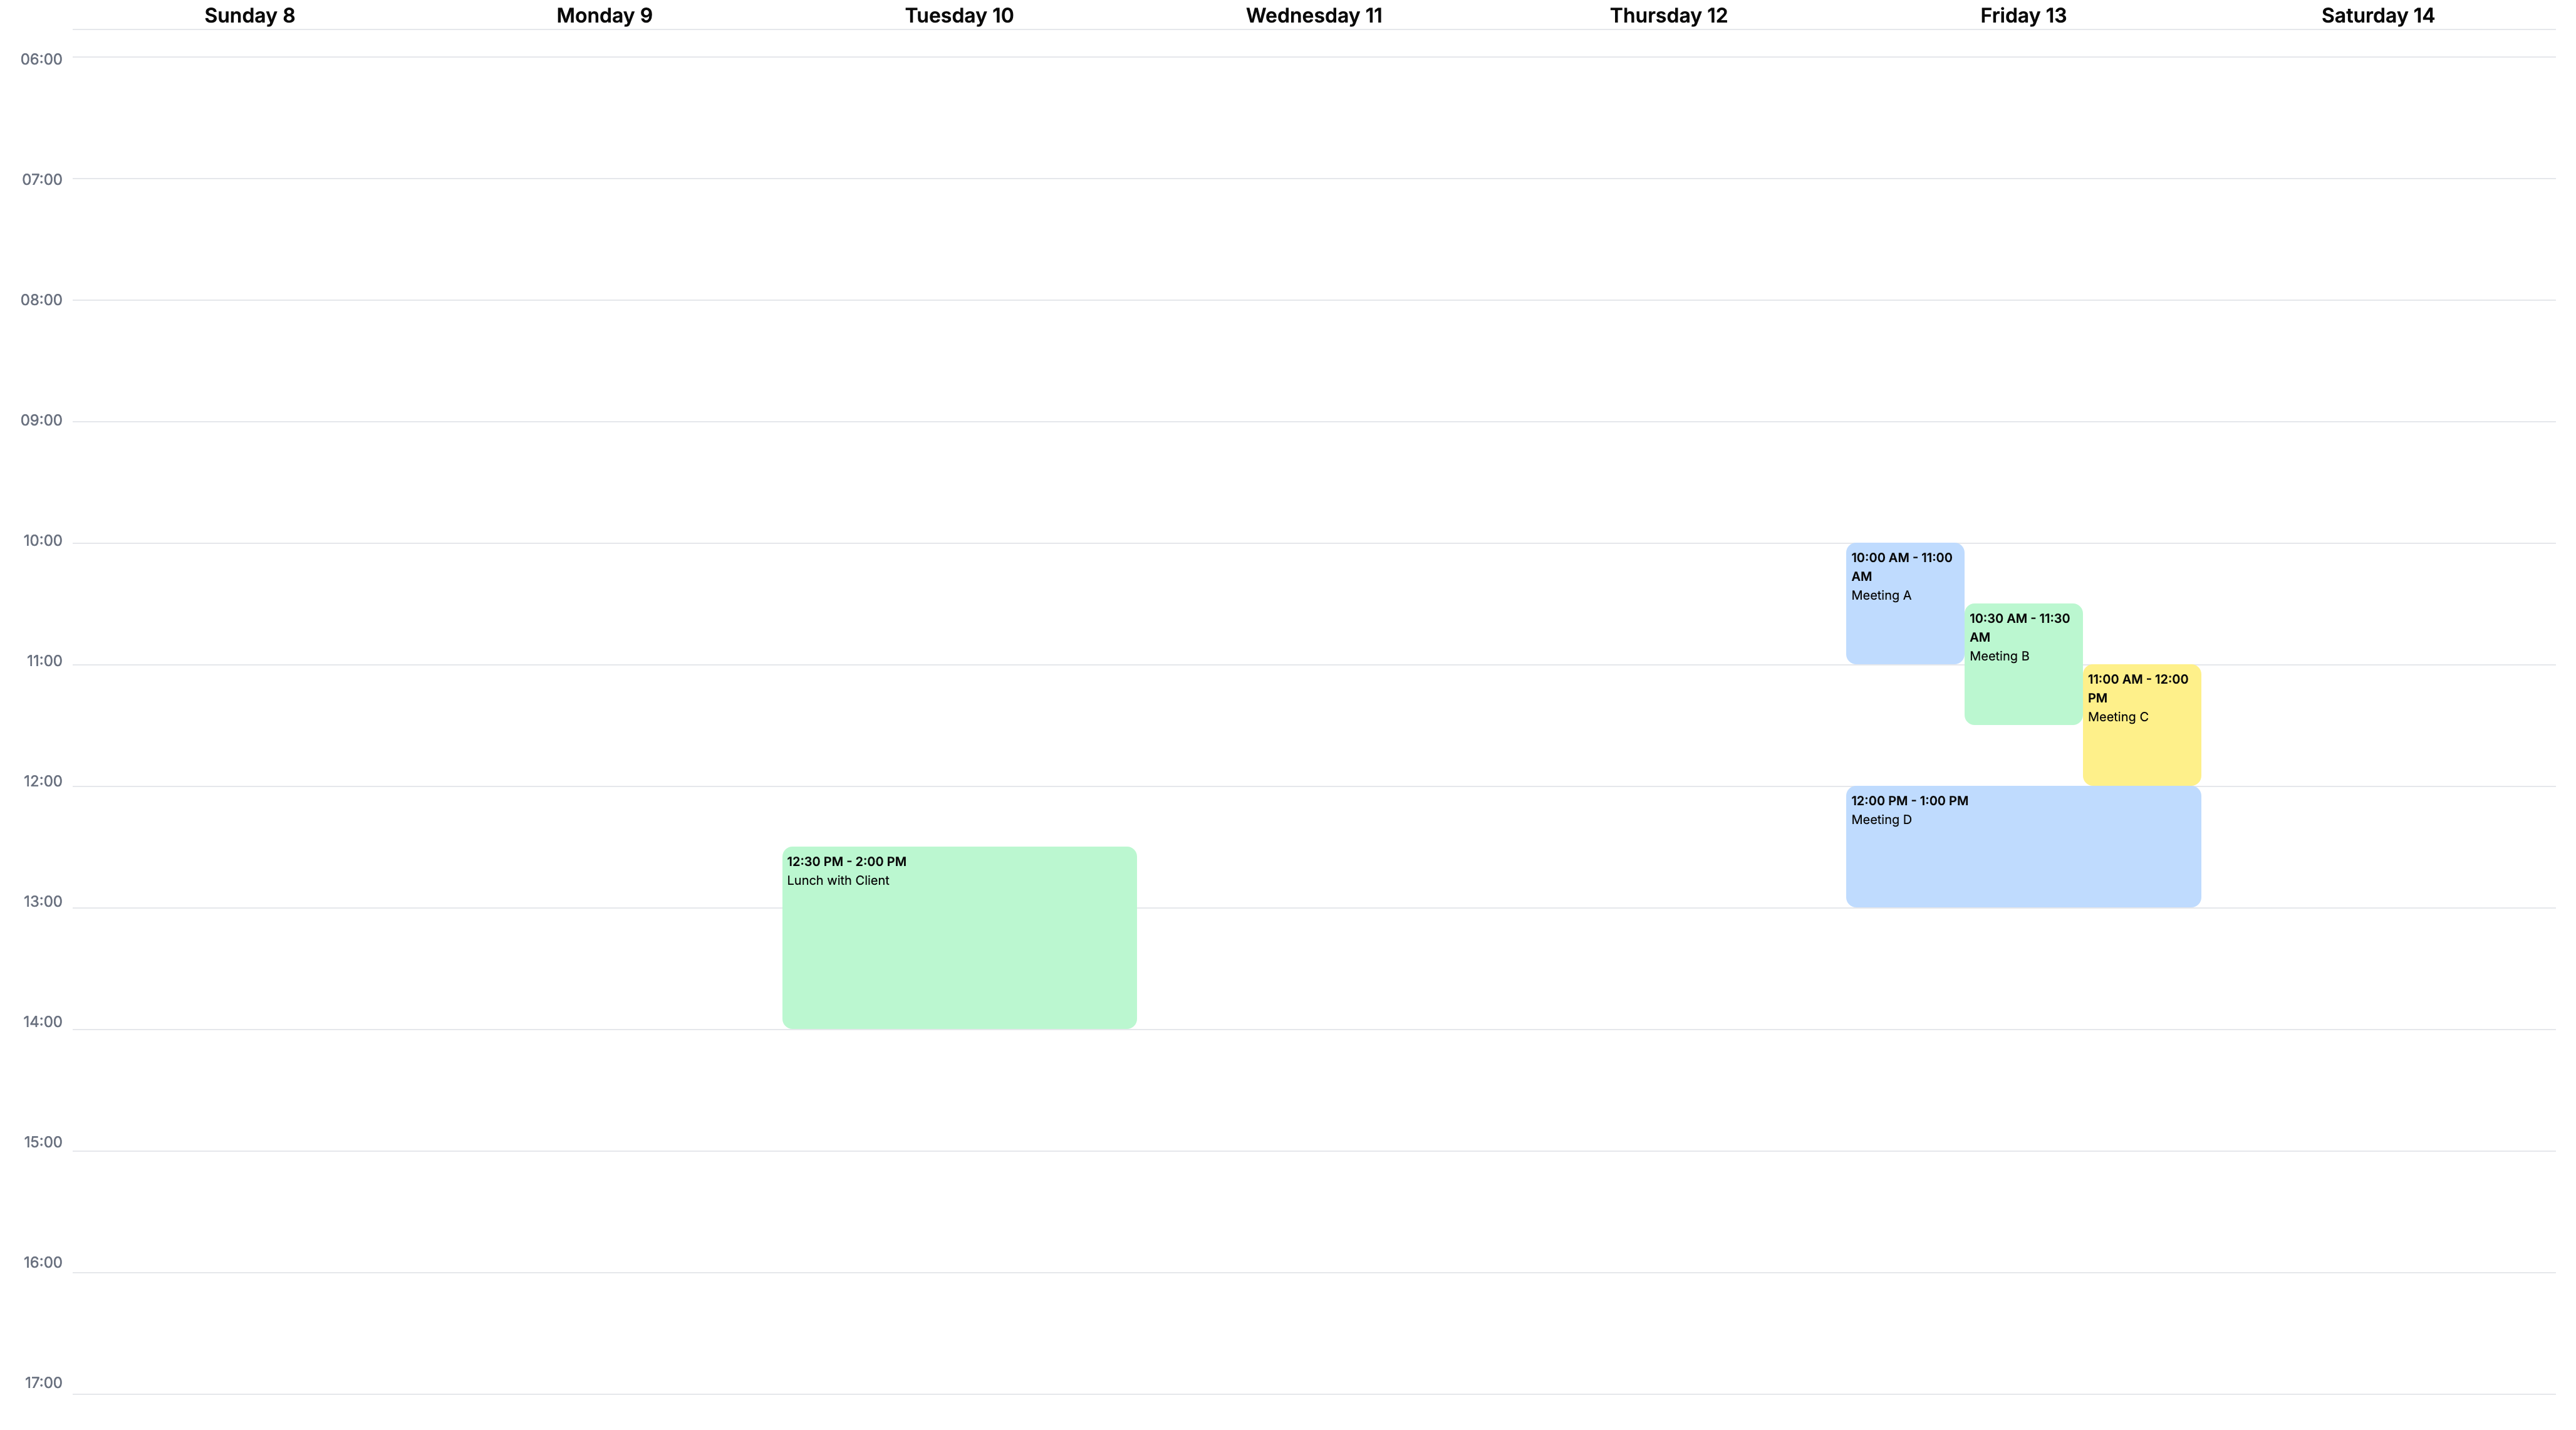 Sunday 8
Monday 9
Tuesday 10
Wednesday 11
Thursday 12
Friday 13
Saturday 14
06:00
07:00
08:00
09:00
10:00
10:00 AM - 11:00
AM
Meeting A
10:30 AM - 11:30
AM
Meeting B
11:00
11:00 AM - 12:00
PM
Meeting C
12:00
12:00 PM - 1:00 PM
Meeting D
12:30 PM - 2:00 PM
Lunch with Client
13:00
14:00
15:00
16:00
17:00